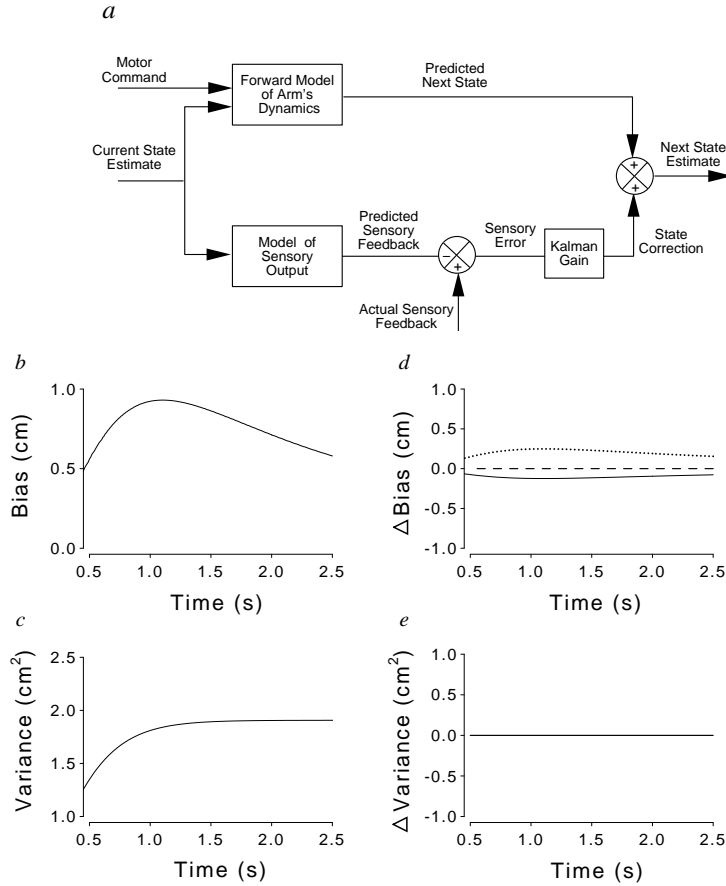 a
Motor
Command
Forward Model
of Arm's
Dynamics
Predicted
Next State
Current State
Estimate
+
+
Next State
Estimate
Model of
Sensory
Output
Predicted
Sensory
Feedback
−
+
Sensory
Error
Kalman
Gain
State
Correction
Actual Sensory
Feedback
b
Bias (cm)
1.0
0.5
0.0
0.5 1.0 1.5 2.0 2.5
Time (s)
d
Δ Bias (cm)
1.0
0.5
0.0
-0.5
-1.0
0.5 1.0 1.5 2.0 2.5
Time (s)
c
Variance (cm²)
2.5
2.0
1.5
1.0
0.5 1.0 1.5 2.0 2.5
Time (s)
e
Δ Variance (cm²)
1.0
0.5
0.0
-0.5
-1.0
0.5 1.0 1.5 2.0 2.5
Time (s)